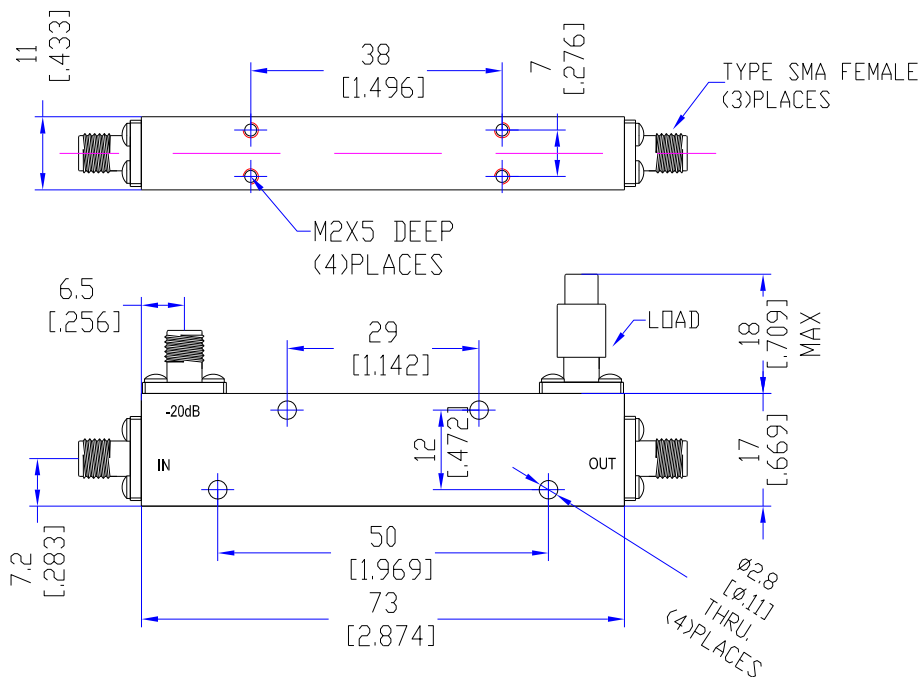 11
[.433]
38
[1.496]
7
[.276]
TYPE SMA FEMALE
(3)PLACES
M2X5 DEEP
(4)PLACES
6.5
[.256]
29
[1.142]
LOAD
18
[.709]
MAX
-20dB
12
[.472]
IN
OUT
17
[.669]
7.2
[.283]
50
[1.969]
73
[2.874]
ø2.8
[ø.11]
THRU.
(4)PLACES